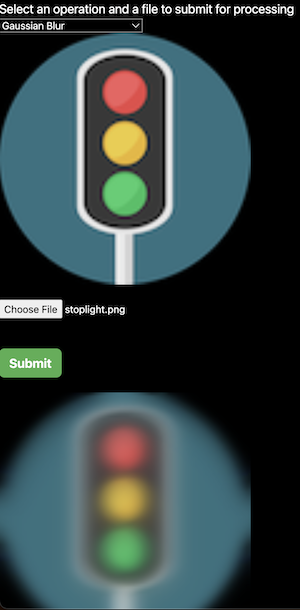 Select an operation and a file to submit for processing
Gaussian Blur
Choose File stoplight.png
Submit